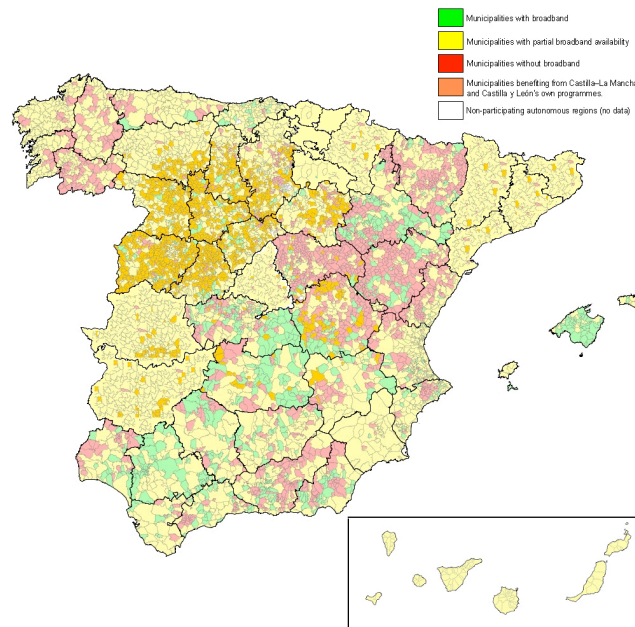 Municipalities with broadband
Municipalities with partial broadband availability
Municipalities without broadband
Municipalities benefiting from Castilla–La Mancha
and Castilla y León's own programmes.
Non-participating autonomous regions (no data)